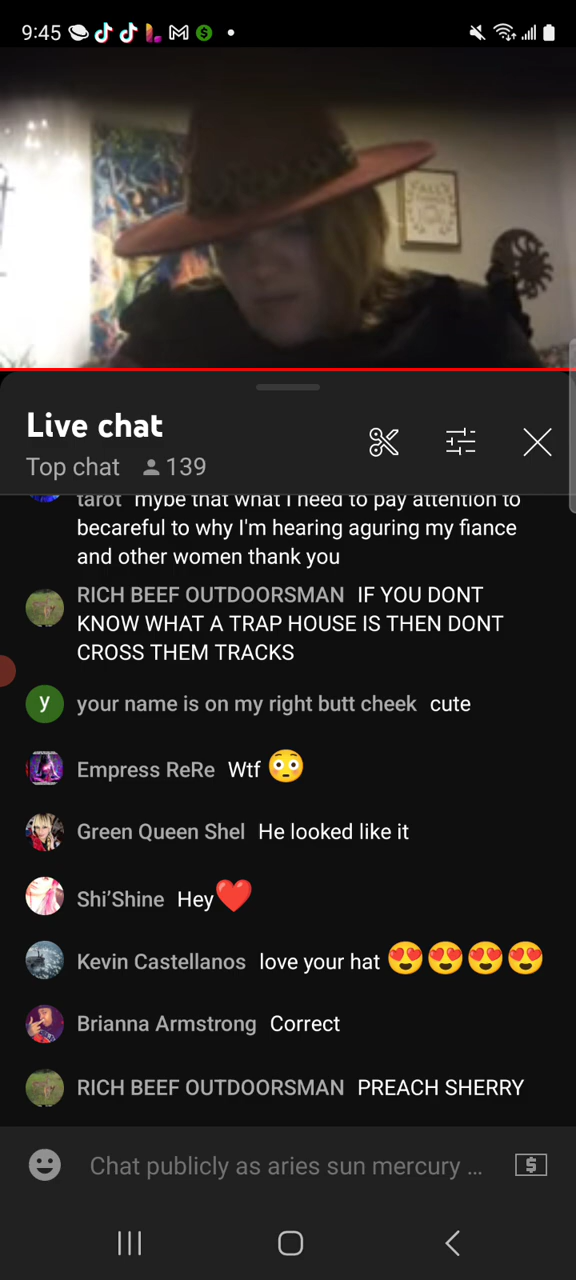 9:45
ALL
Live chat
Top chat 139
tarot mybe that what I need to pay attention to
becareful to why I'm hearing aguring my fiance
and other women thank you
RICH BEEF OUTDOORSMAN IF YOU DONT
KNOW WHAT A TRAP HOUSE IS THEN DONT
CROSS THEM TRACKS
y your name is on my right butt cheek cute
Empress ReRe Wtf 😳
Green Queen Shel He looked like it
Shi’Shine Hey❤️
Kevin Castellanos love your hat 😍😍😍😍
Brianna Armstrong Correct
RICH BEEF OUTDOORSMAN PREACH SHERRY
Chat publicly as aries sun mercury ...